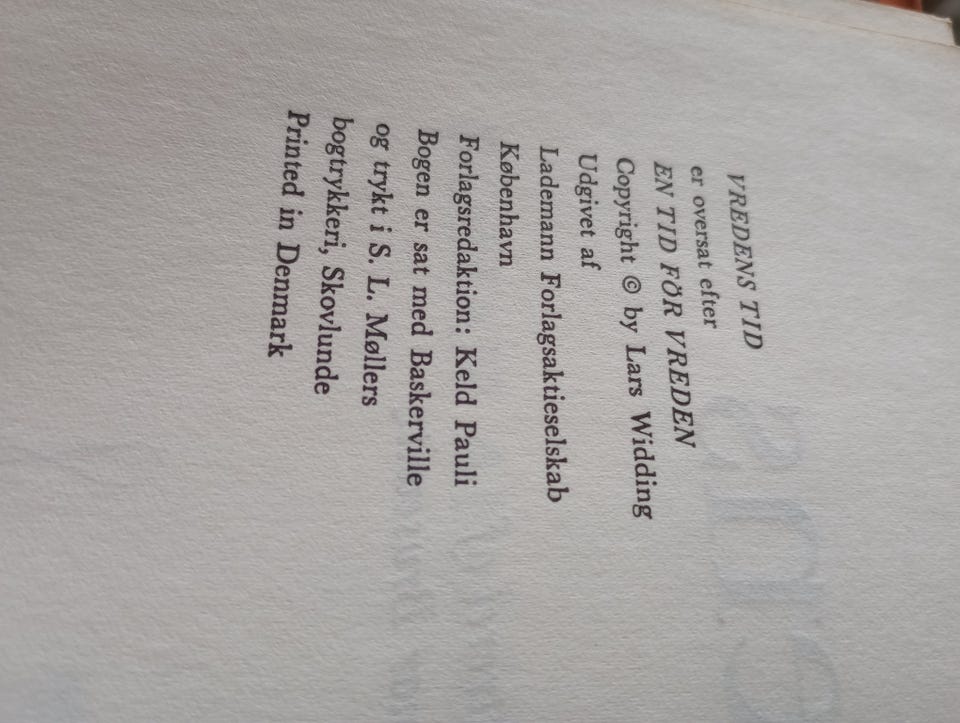 VREDENS TID
er oversat efter
EN TID FÖR VREDEN
Copyright © by Lars Widding
Udgivet af
Lademann Forlagsaktieselskab
København
Forlagsredaktion: Keld Pauli
Bogen er sat med Baskerville
og trykt i S. L. Møllers
bogtrykkeri, Skovlunde
Printed in Denmark